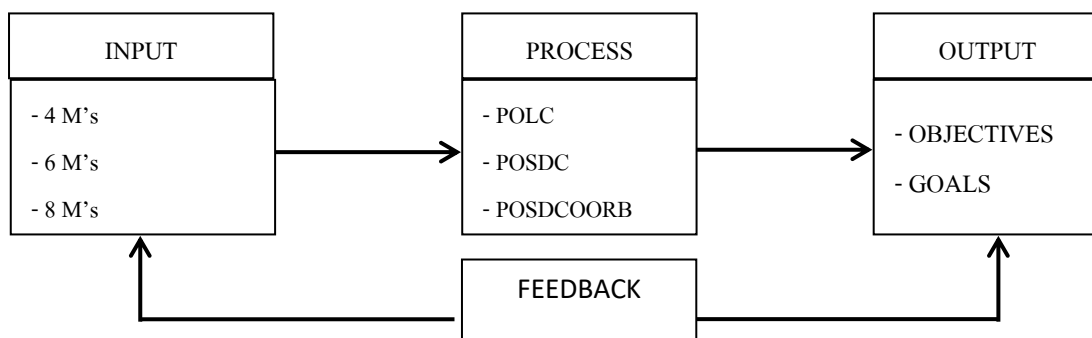 INPUT
- 4 M’s
- 6 M’s
- 8 M’s
PROCESS
- POLC
- POSDC
- POSDCOORB
OUTPUT
- OBJECTIVES
- GOALS
FEEDBACK